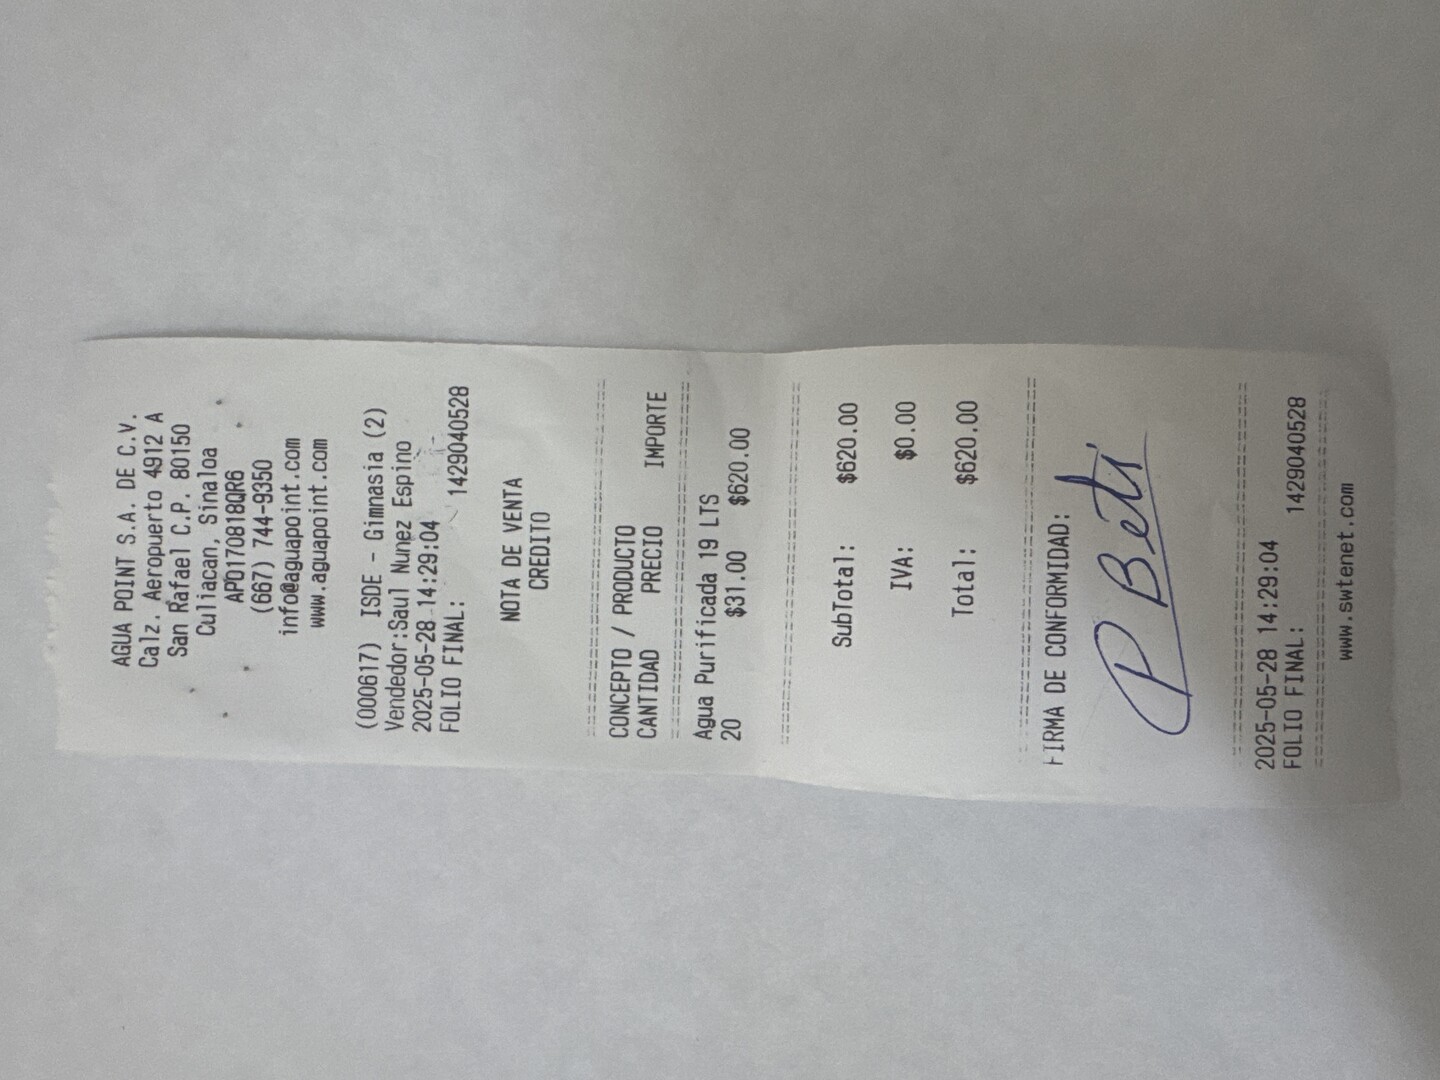 AGUA POINT S.A. DE C.V.
Calz. Aeropuerto 4912 A
San Rafael C.P. 80150
Culiacan, Sinaloa
APO170818QR6
(667) 744-9350
info@aguapoint.com
www.aguapoint.com
(000617) ISDE - Gimnasia (2)
Vendedor:Saul Nunez Espino
2025-05-28 14:29:04
FOLIO FINAL: 1429040528
NOTA DE VENTA
CREDITO
CONCEPTO / PRODUCTO
CANTIDAD PRECIO IMPORTE
Agua Purificada 19 LTS
20 $31.00 $620.00
SubTotal: $620.00
IVA: $0.00
Total: $620.00
FIRMA DE CONFORMIDAD:
P Beti
2025-05-28 14:29:04
FOLIO FINAL: 1429040528
www.swtenet.com